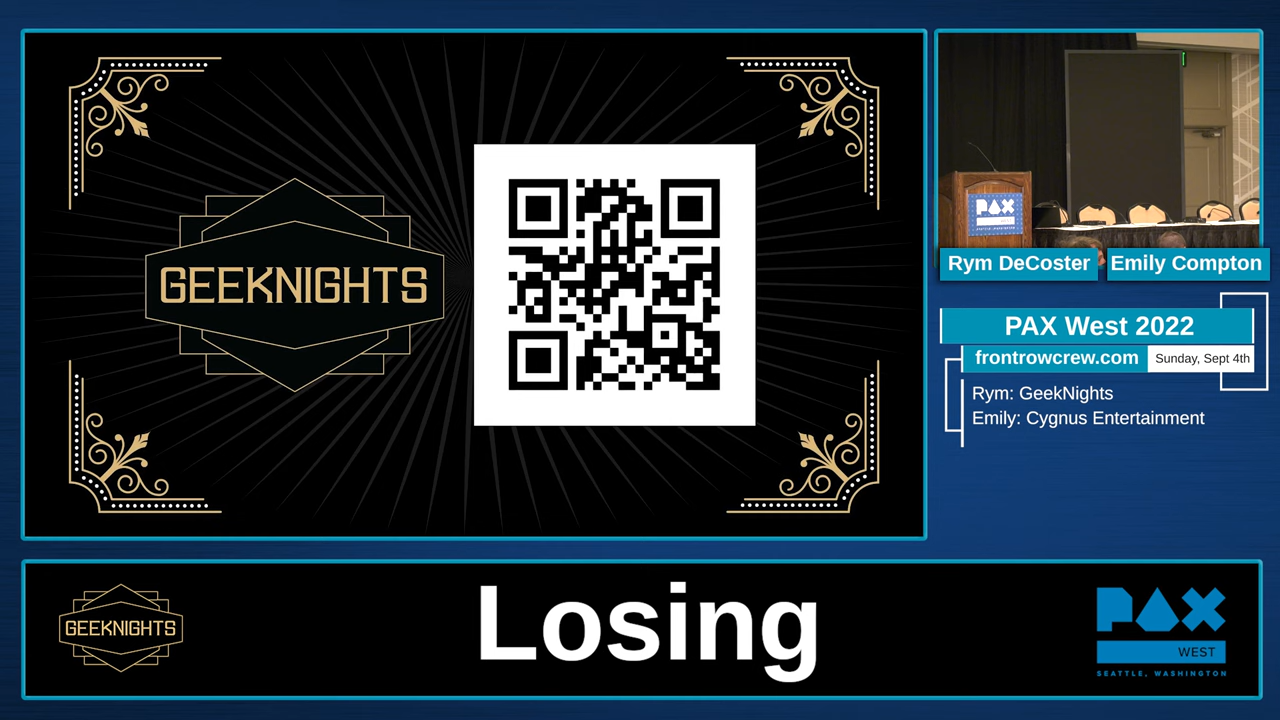 GEEKNIGHTS
PAX
Rym DeCoster
Emily Compton
PAX West 2022
frontrowcrew.com
Sunday, Sept 4th
Rym: GeekNights
Emily: Cygnus Entertainment
GEEKNIGHTS
Losing
PAX
WEST
SEATTLE, WASHINGTON